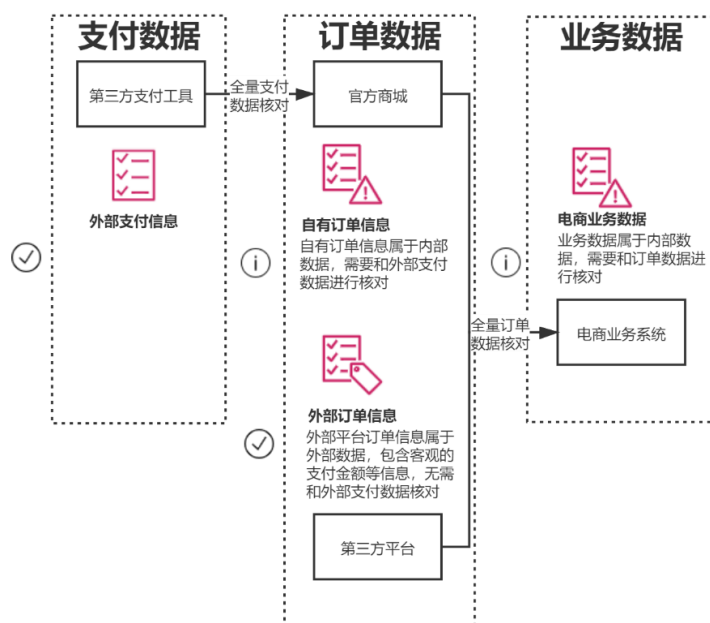 支付数据
订单数据
业务数据
第三方支付工具
全量支付
数据核对
官方商城
外部支付信息
自有订单信息
自有订单信息属于内部
数据，需要和外部支付
数据进行核对
电商业务数据
业务数据属于内部数
据，需要和订单数据进
行核对
全量订单
数据核对
电商业务系统
外部订单信息
外部平台订单信息属于
外部数据，包含客观的
支付金额等信息，无需
和外部支付数据核对
第三方平台